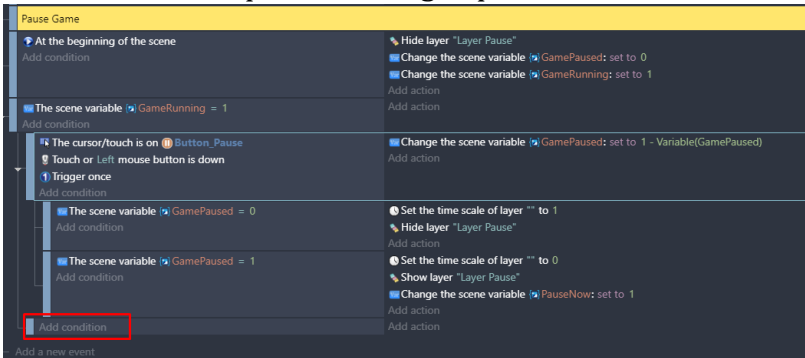 Pause Game
At the beginning of the scene
Add condition
Hide layer "Layer Pause"
Change the scene variable GamePaused: set to 0
Change the scene variable GameRunning: set to 1
Add action
The scene variable GameRunning = 1
Add condition
Add action
The cursor/touch is on Button_Pause
Touch or Left mouse button is down
Trigger once
Add condition
Change the scene variable GamePaused: set to 1 - Variable(GamePaused)
Add action
The scene variable GamePaused = 0
Add condition
Set the time scale of layer "" to 1
Hide layer "Layer Pause"
Add action
The scene variable GamePaused = 1
Add condition
Set the time scale of layer "" to 0
Show layer "Layer Pause"
Change the scene variable PauseNow: set to 1
Add action
Add condition
Add action
Add a new event